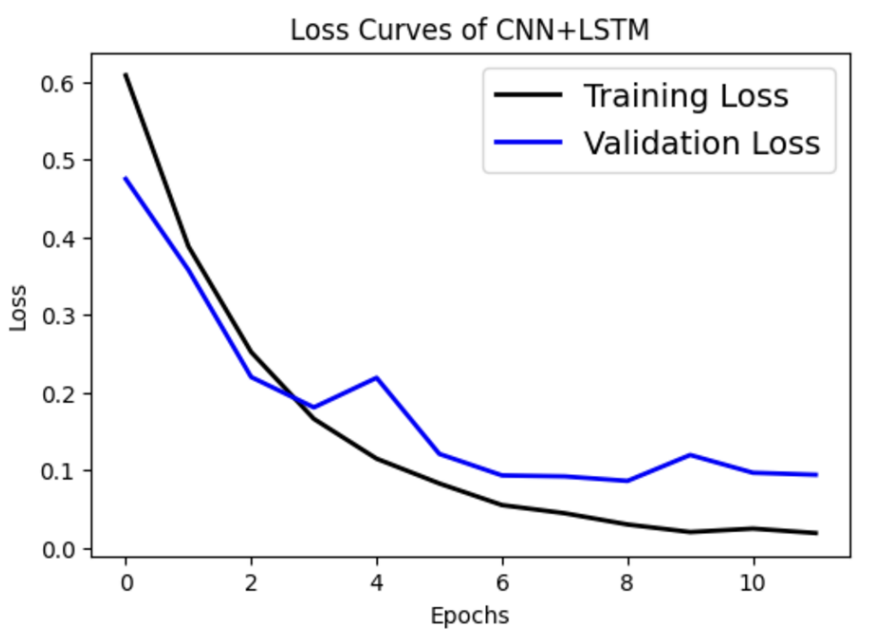 Loss Curves of CNN+LSTM
Training Loss
Validation Loss
0.6
0.5
0.4
0.3
0.2
0.1
0.0
Loss
0 2 4 6 8 10
Epochs